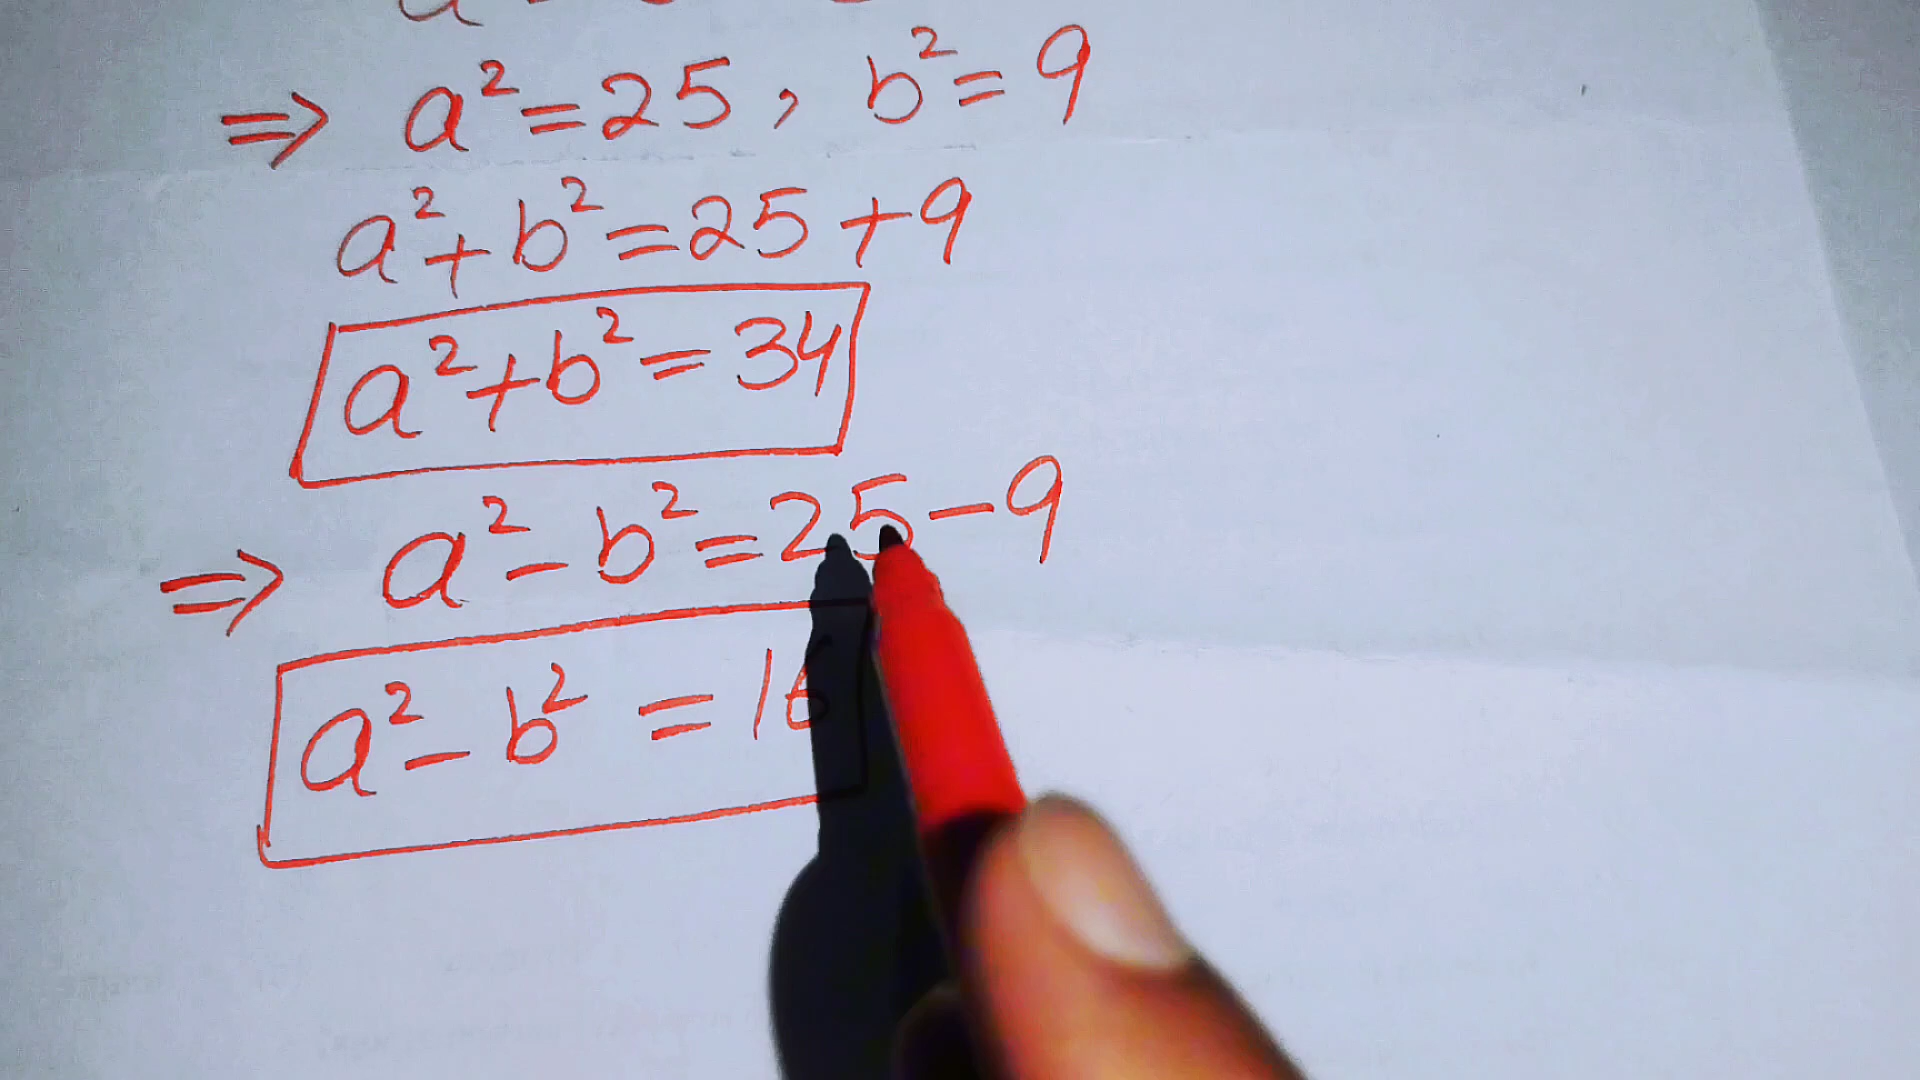 ⇒ a² = 25, b² = 9
a² + b² = 25 + 9
a² + b² = 34
⇒ a² - b² = 25 - 9
a² - b² = 16